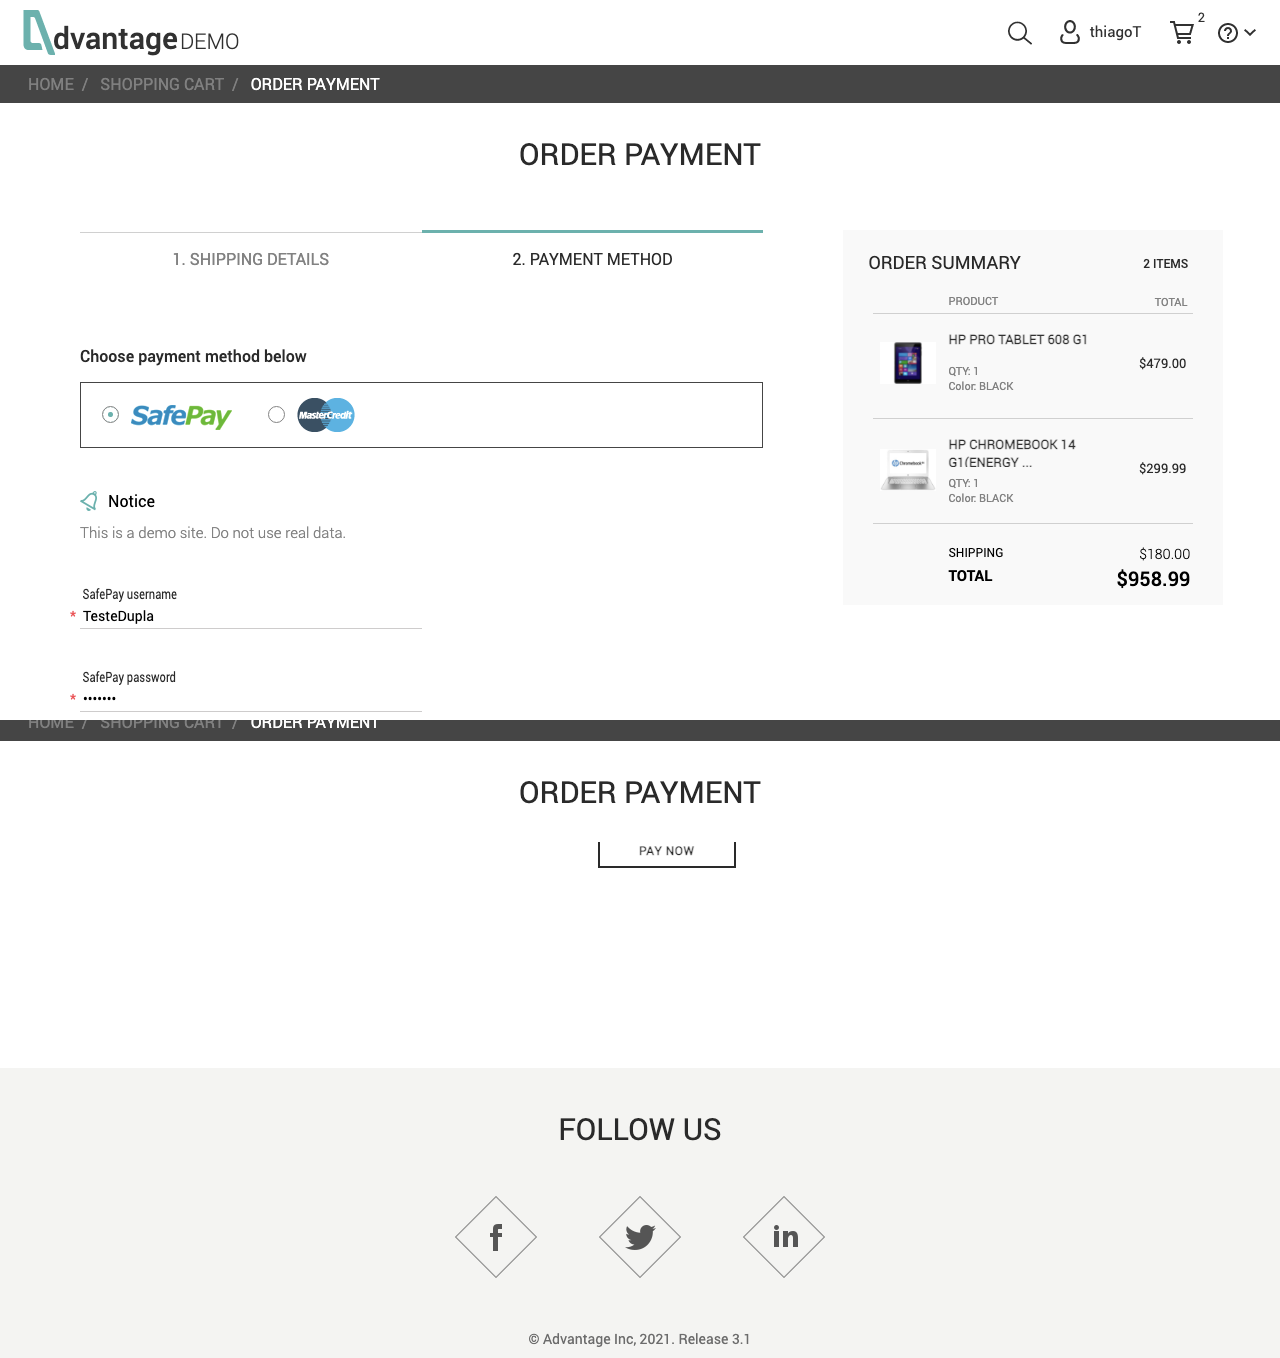 dvantage DEMO
thiagoT
2
HOME / SHOPPING CART / ORDER PAYMENT
ORDER PAYMENT
1. SHIPPING DETAILS
2. PAYMENT METHOD
Choose payment method below
SafePay
MasterCredit
Notice
This is a demo site. Do not use real data.
SafePay username
* TesteDupla
SafePay password
* •••••••
ORDER SUMMARY
2 ITEMS
PRODUCT
TOTAL
HP PRO TABLET 608 G1
QTY: 1
Color: BLACK
$479.00
Chromebook
HP CHROMEBOOK 14
G1(ENERGY ...
QTY: 1
Color: BLACK
$299.99
SHIPPING
$180.00
TOTAL
$958.99
HOME / SHOPPING CART / ORDER PAYMENT
ORDER PAYMENT
PAY NOW
FOLLOW US
f
in
© Advantage Inc, 2021. Release 3.1